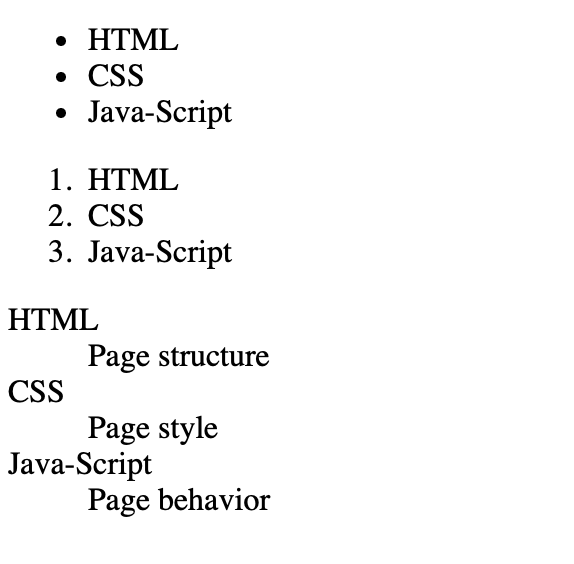 • HTML
• CSS
• Java-Script
1. HTML
2. CSS
3. Java-Script
HTML
Page structure
CSS
Page style
Java-Script
Page behavior